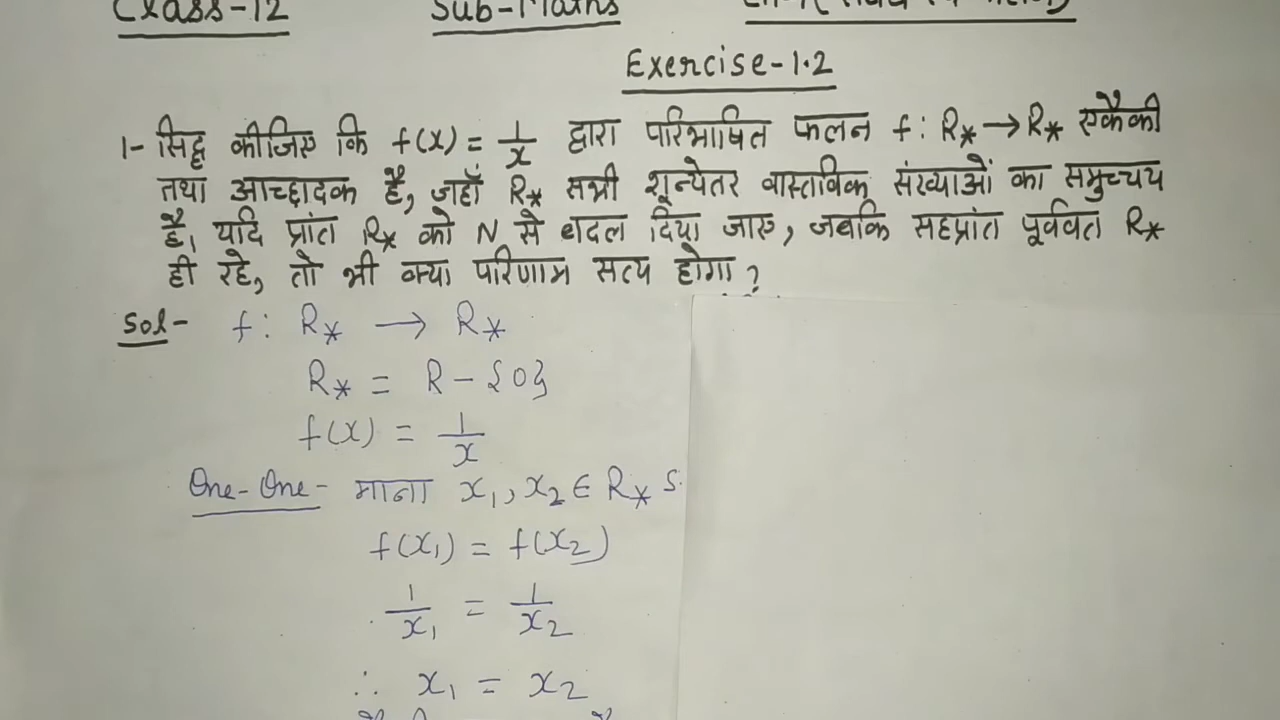 Class-12 Sub-Maths
Exercise-1.2
1- सिद्ध कीजिए कि f(x) = 1/x द्वारा परिभाषित फलन f: R* → R* एकैकी
तथा आच्छादक है, जहाँ R* सभी शून्येतर वास्तविक संख्याओं का समुच्चय
है। यदि प्रांत R* को N से बदल दिया जाए, जबकि सहप्रांत पूर्ववत R*
ही रहे, तो भी क्या परिणाम सत्य होगा?
Sol- f: R* → R*
R* = R - {0}
f(x) = 1/x
One-One- माना x₁, x₂ ∈ R* s.
f(x₁) = f(x₂)
1/x₁ = 1/x₂
∴ x₁ = x₂